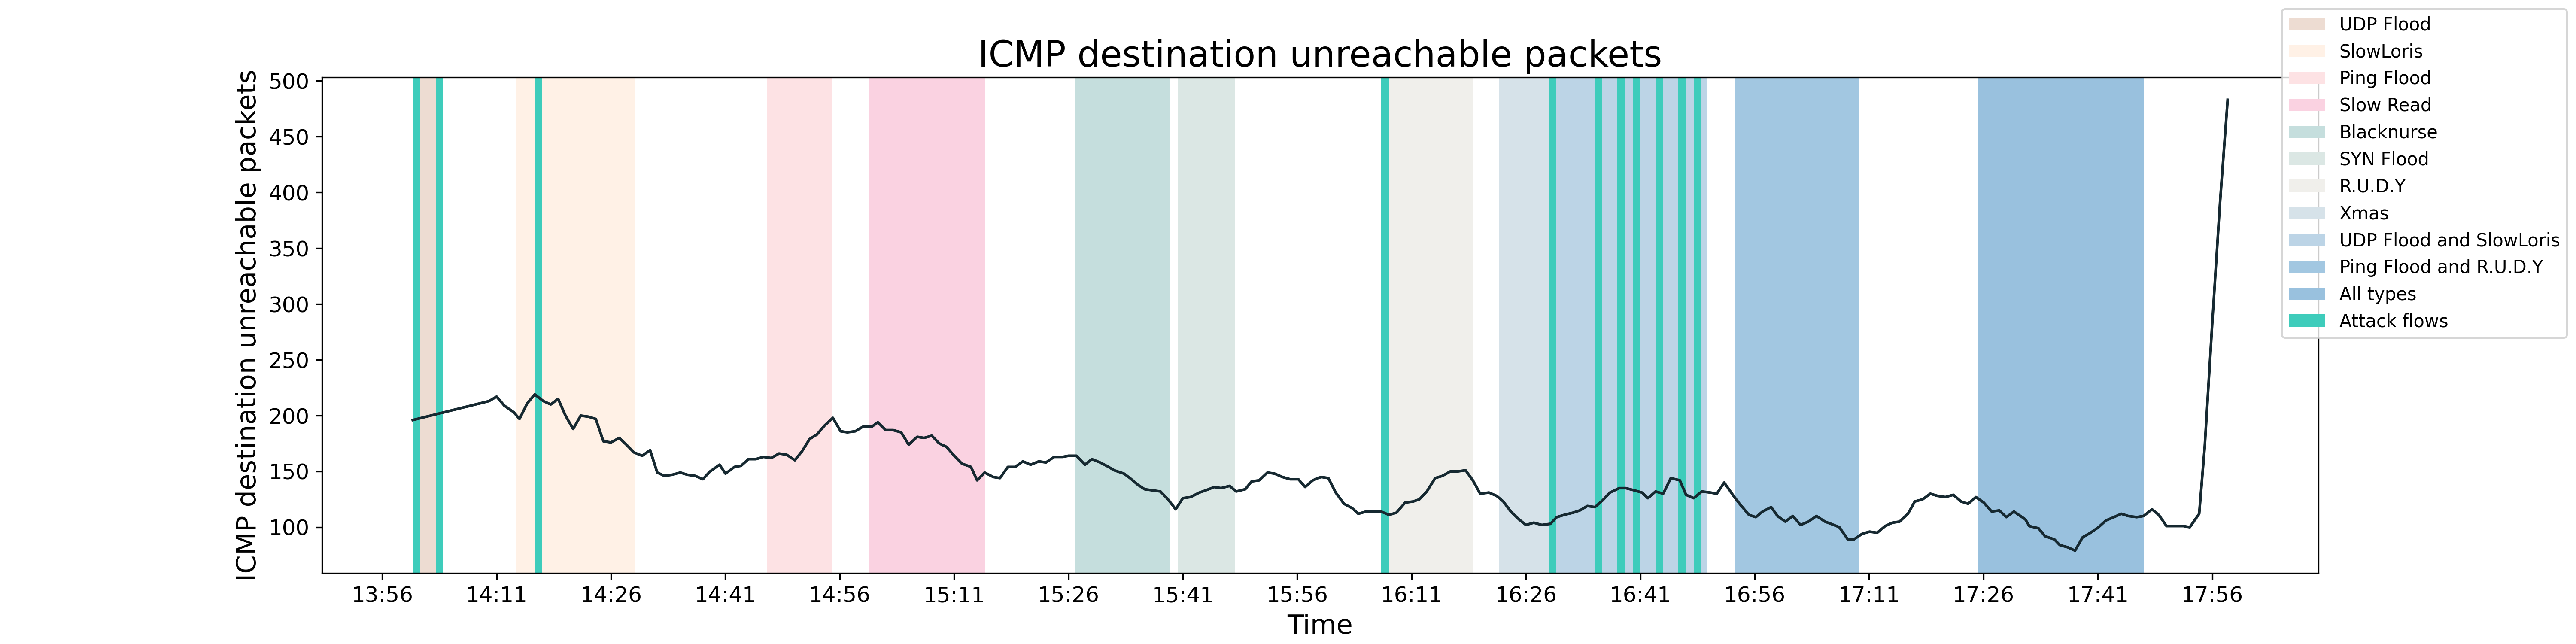 ICMP destination unreachable packets
UDP Flood
SlowLoris
Ping Flood
Slow Read
Blacknurse
SYN Flood
R.U.D.Y
Xmas
UDP Flood and SlowLoris
Ping Flood and R.U.D.Y
All types
Attack flows
ICMP destination unreachable packets
500
450
400
350
300
250
200
150
100
13:56 14:11 14:26 14:41 14:56 15:11 15:26 15:41 15:56 16:11 16:26 16:41 16:56 17:11 17:26 17:41 17:56
Time